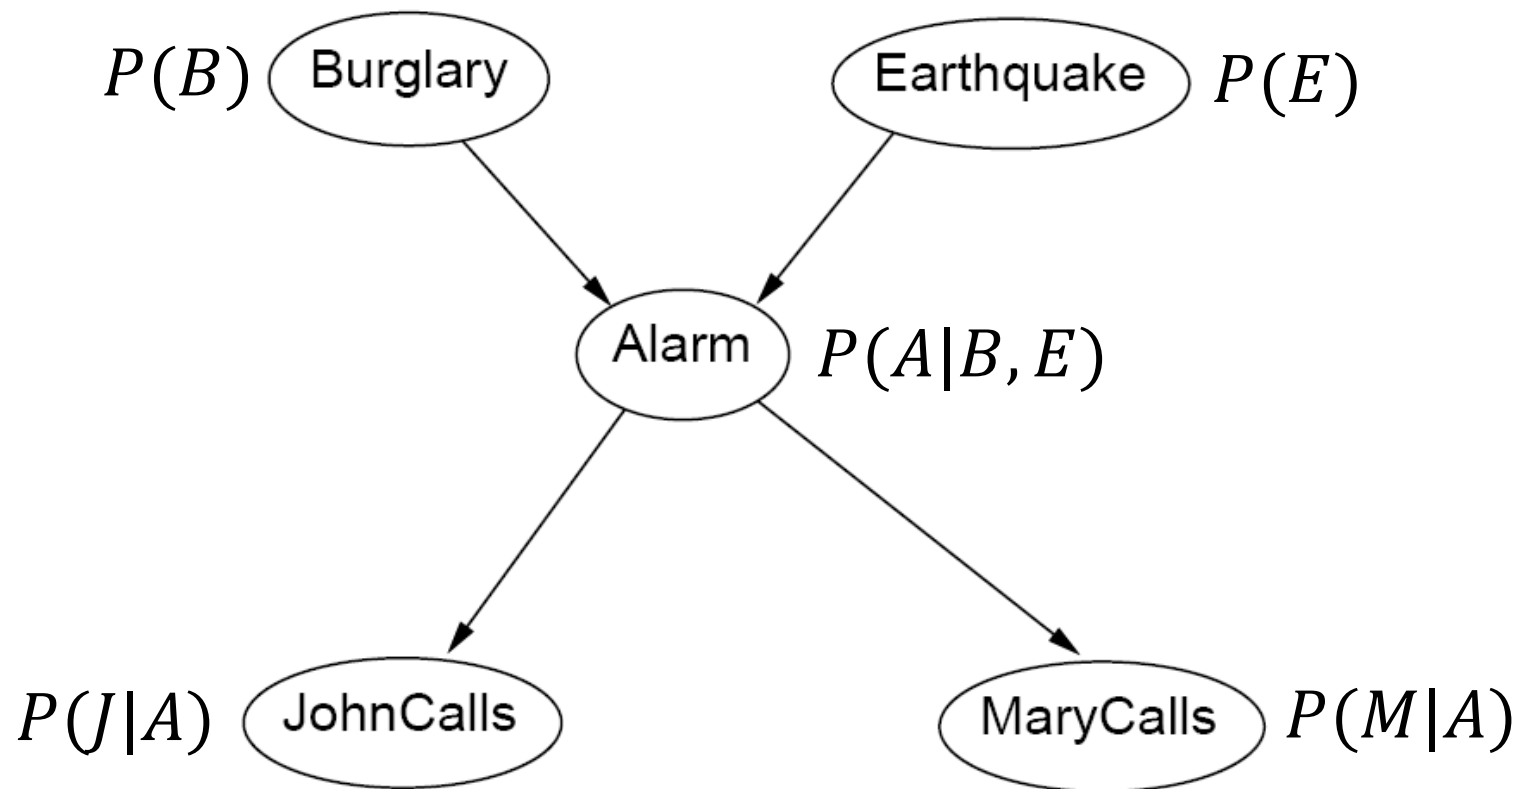 P(B) Burglary Earthquake P(E)
Alarm P(A|B, E)
P(J|A) JohnCalls MaryCalls P(M|A)